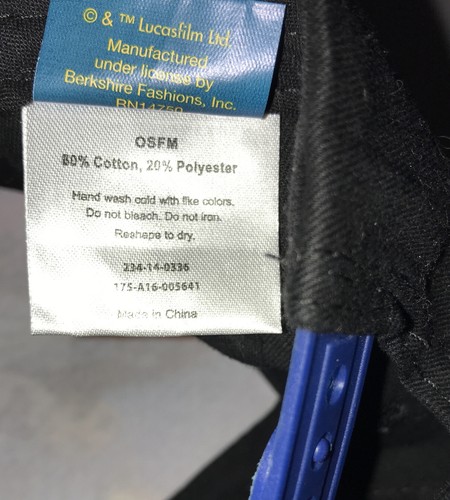 © & ™ Lucasfilm Ltd.
Manufactured
under license by
Berkshire Fashions, Inc.
RN14750
OSFM
80% Cotton, 20% Polyester
Hand wash cold with like colors.
Do not bleach. Do not iron.
Reshape to dry.
234-14-0336
175-A16-005641
Made in China